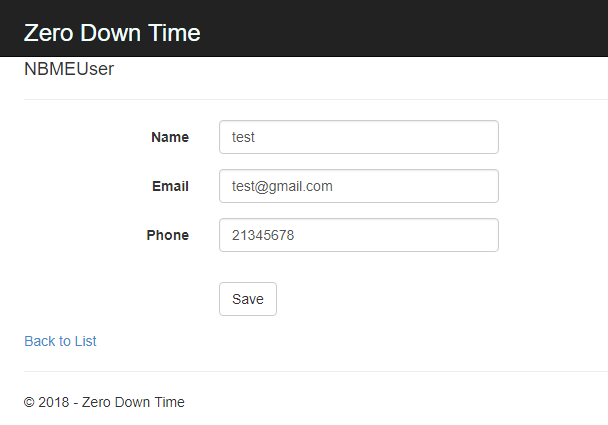 Zero Down Time
NBMEUser
Name test
Email test@gmail.com
Phone 21345678
Save
Back to List
© 2018 - Zero Down Time